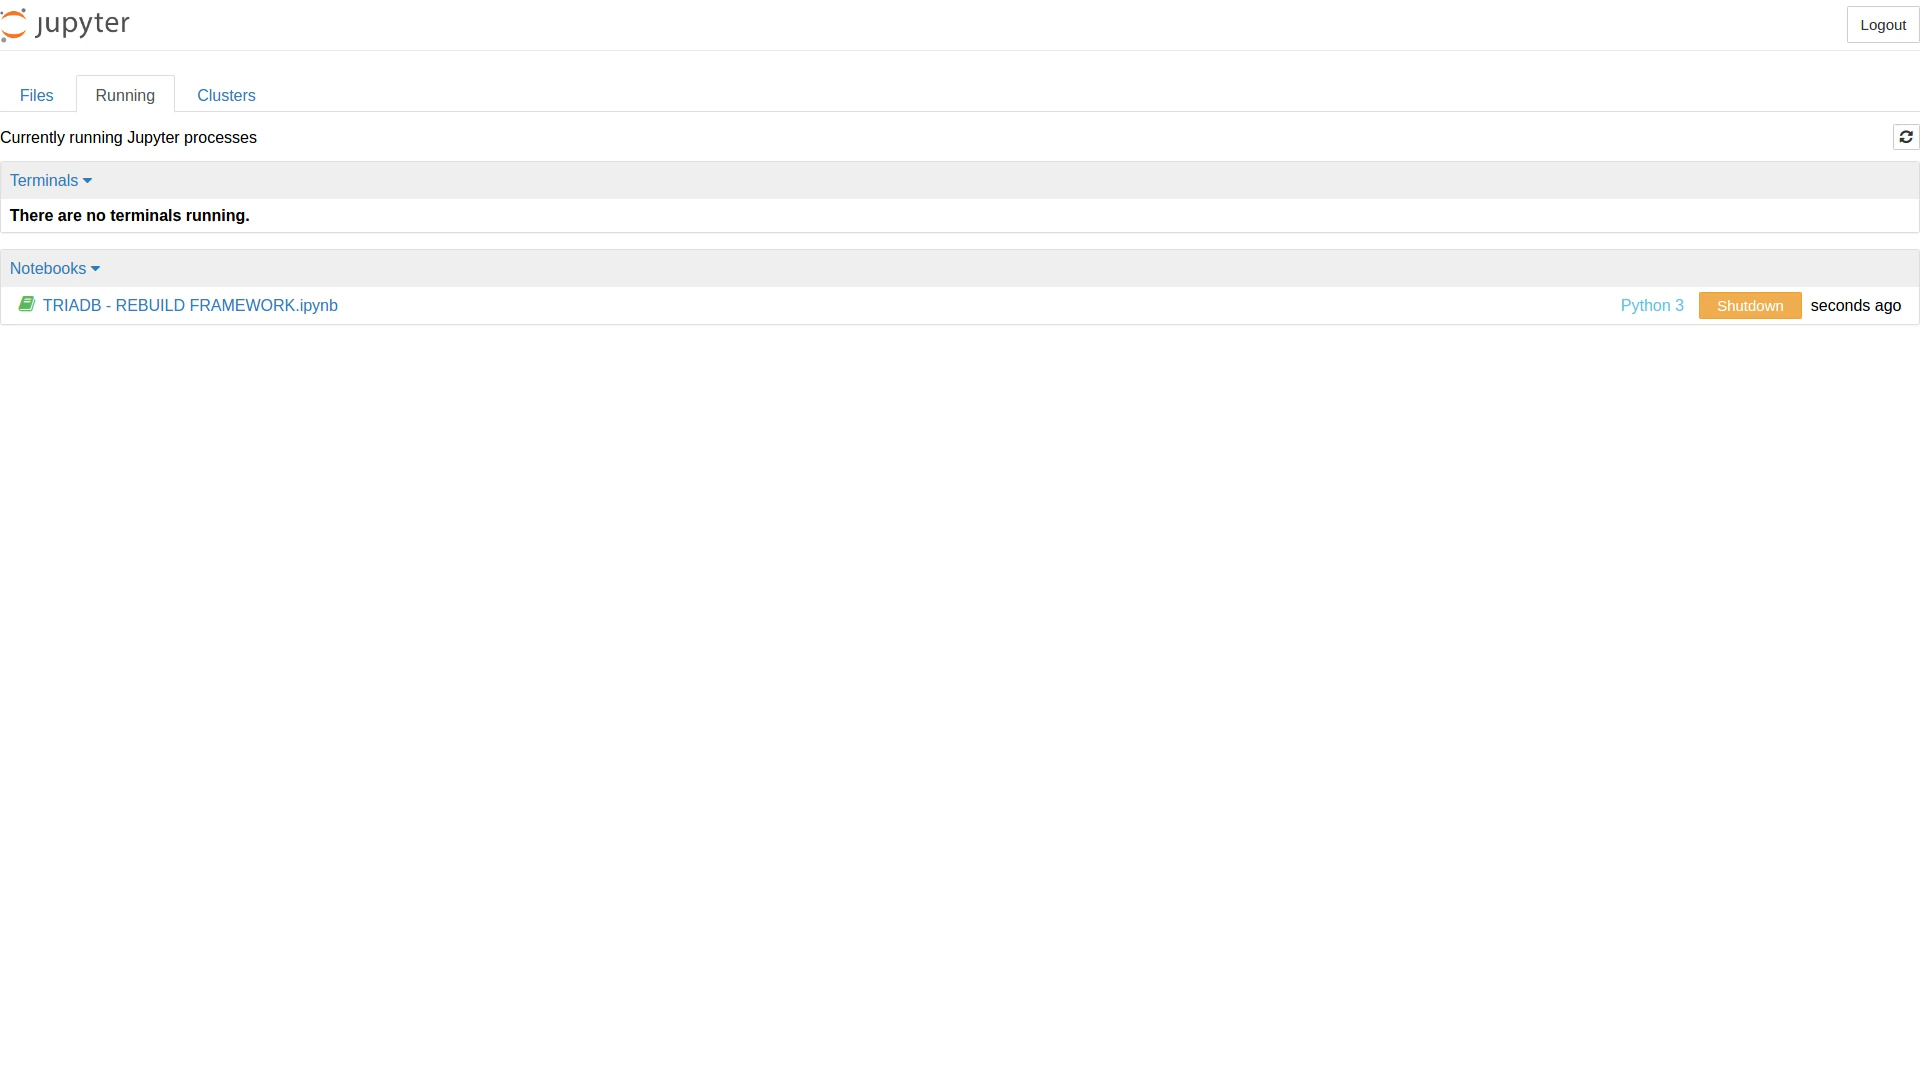 jupyter
Logout
Files Running Clusters
Currently running Jupyter processes
Terminals
There are no terminals running.
Notebooks
TRIADB - REBUILD FRAMEWORK.ipynb Python 3 Shutdown seconds ago